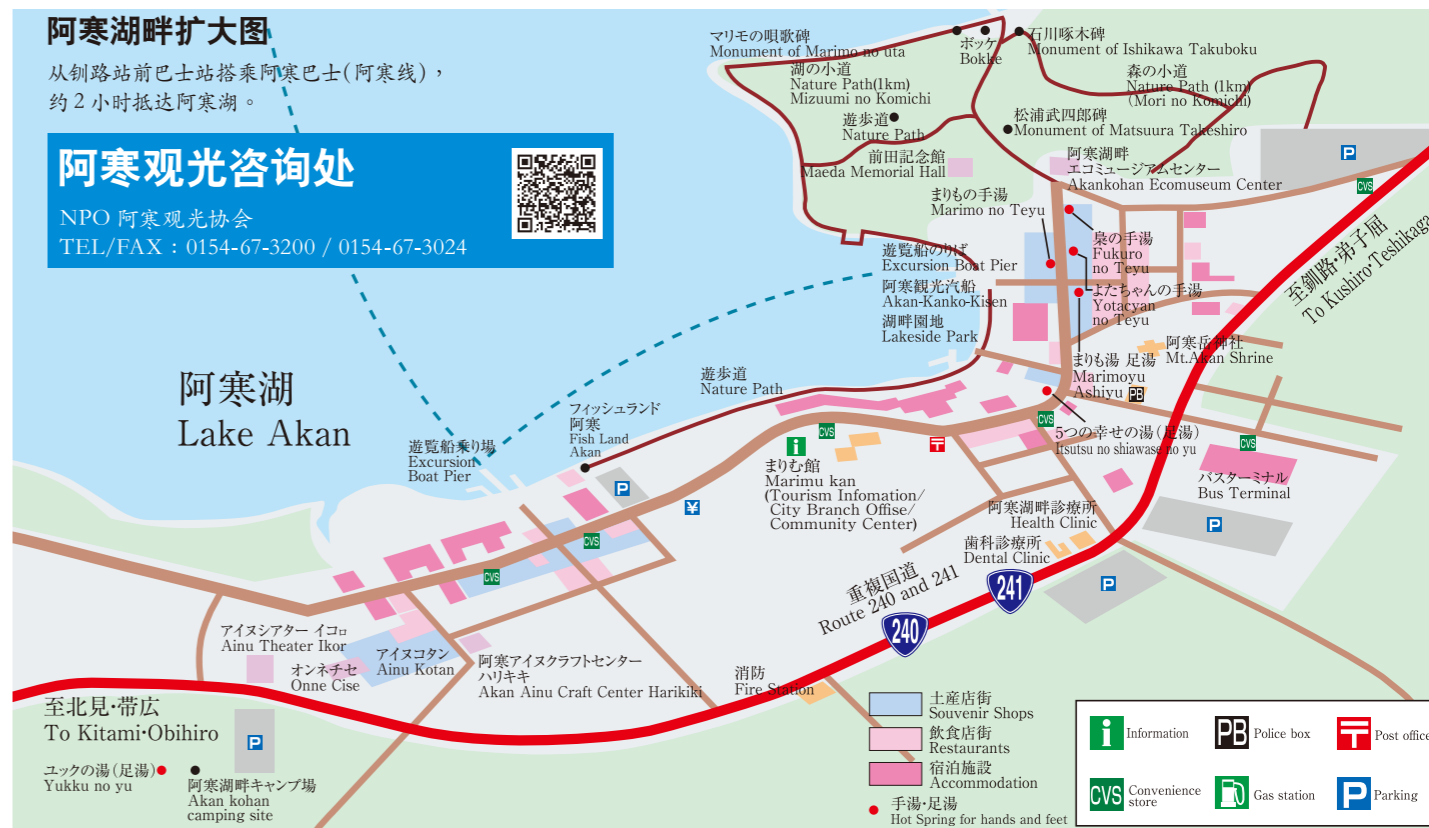 阿寒湖畔扩大图
从钏路站前巴士站搭乘阿寒巴士(阿寒线)，
约2小时抵达阿寒湖。
阿寒观光咨询处
NPO 阿寒观光协会
TEL/FAX：0154-67-3200 / 0154-67-3024
マリモの唄歌碑
Monument of Marimo no uta
ボッケ
Bokke
石川啄木碑
Monument of Ishikawa Takuboku
湖の小道
Nature Path(1km)
Mizuumi no Komichi
森の小道
Nature Path (1km)
(Mori no Komichi)
遊歩道
Nature Path
松浦武四郎碑
Monument of Matsuura Takeshiro
前田記念館
Maeda Memorial Hall
阿寒湖畔
エコミュージアムセンター
Akankohan Ecomuseum Center
P
CVS
まりもの手湯
Marimo no Teyu
梟の手湯
Fukuro
no Teyu
遊覧船のりば
Excursion Boat Pier
阿寒観光汽船
Akan-Kanko-Kisen
よたちゃんの手湯
Yotacyan
no Teyu
至釧路・弟子屈
To Kushiro・Teshikaga
湖畔園地
Lakeside Park
阿寒岳神社
Mt.Akan Shrine
まりも湯 足湯
Marimoyu
Ashiyu
PB
阿寒湖
Lake Akan
遊歩道
Nature Path
フィッシュランド
阿寒
Fish Land
Akan
遊覧船乗り場
Excursion
Boat Pier
CVS
CVS
5つの幸せの湯(足湯)
Itsutsu no shiawase no yu
CVS
まりむ館
Marimu kan
(Tourism Infomation/
City Branch Offise/
Community Center)
バスターミナル
Bus Terminal
P
¥
阿寒湖畔診療所
Health Clinic
P
歯科診療所
Dental Clinic
P
CVS
CVS
重複国道
Route 240 and 241
241
240
アイヌシアター イコロ
Ainu Theater Ikor
オンネチセ
Onne Cise
アイヌコタン
Ainu Kotan
阿寒アイヌクラフトセンター
ハリキキ
Akan Ainu Craft Center Harikiki
消防
Fire Station
至北見・帯広
To Kitami・Obihiro
P
ユックの湯(足湯)
Yukku no yu
阿寒湖畔キャンプ場
Akan kohan
camping site
土産店街
Souvenir Shops
飲食店街
Restaurants
宿泊施設
Accommodation
手湯・足湯
Hot Spring for hands and feet
i Information
PB Police box
〒 Post office
CVS Convenience
store
Gas station
P Parking